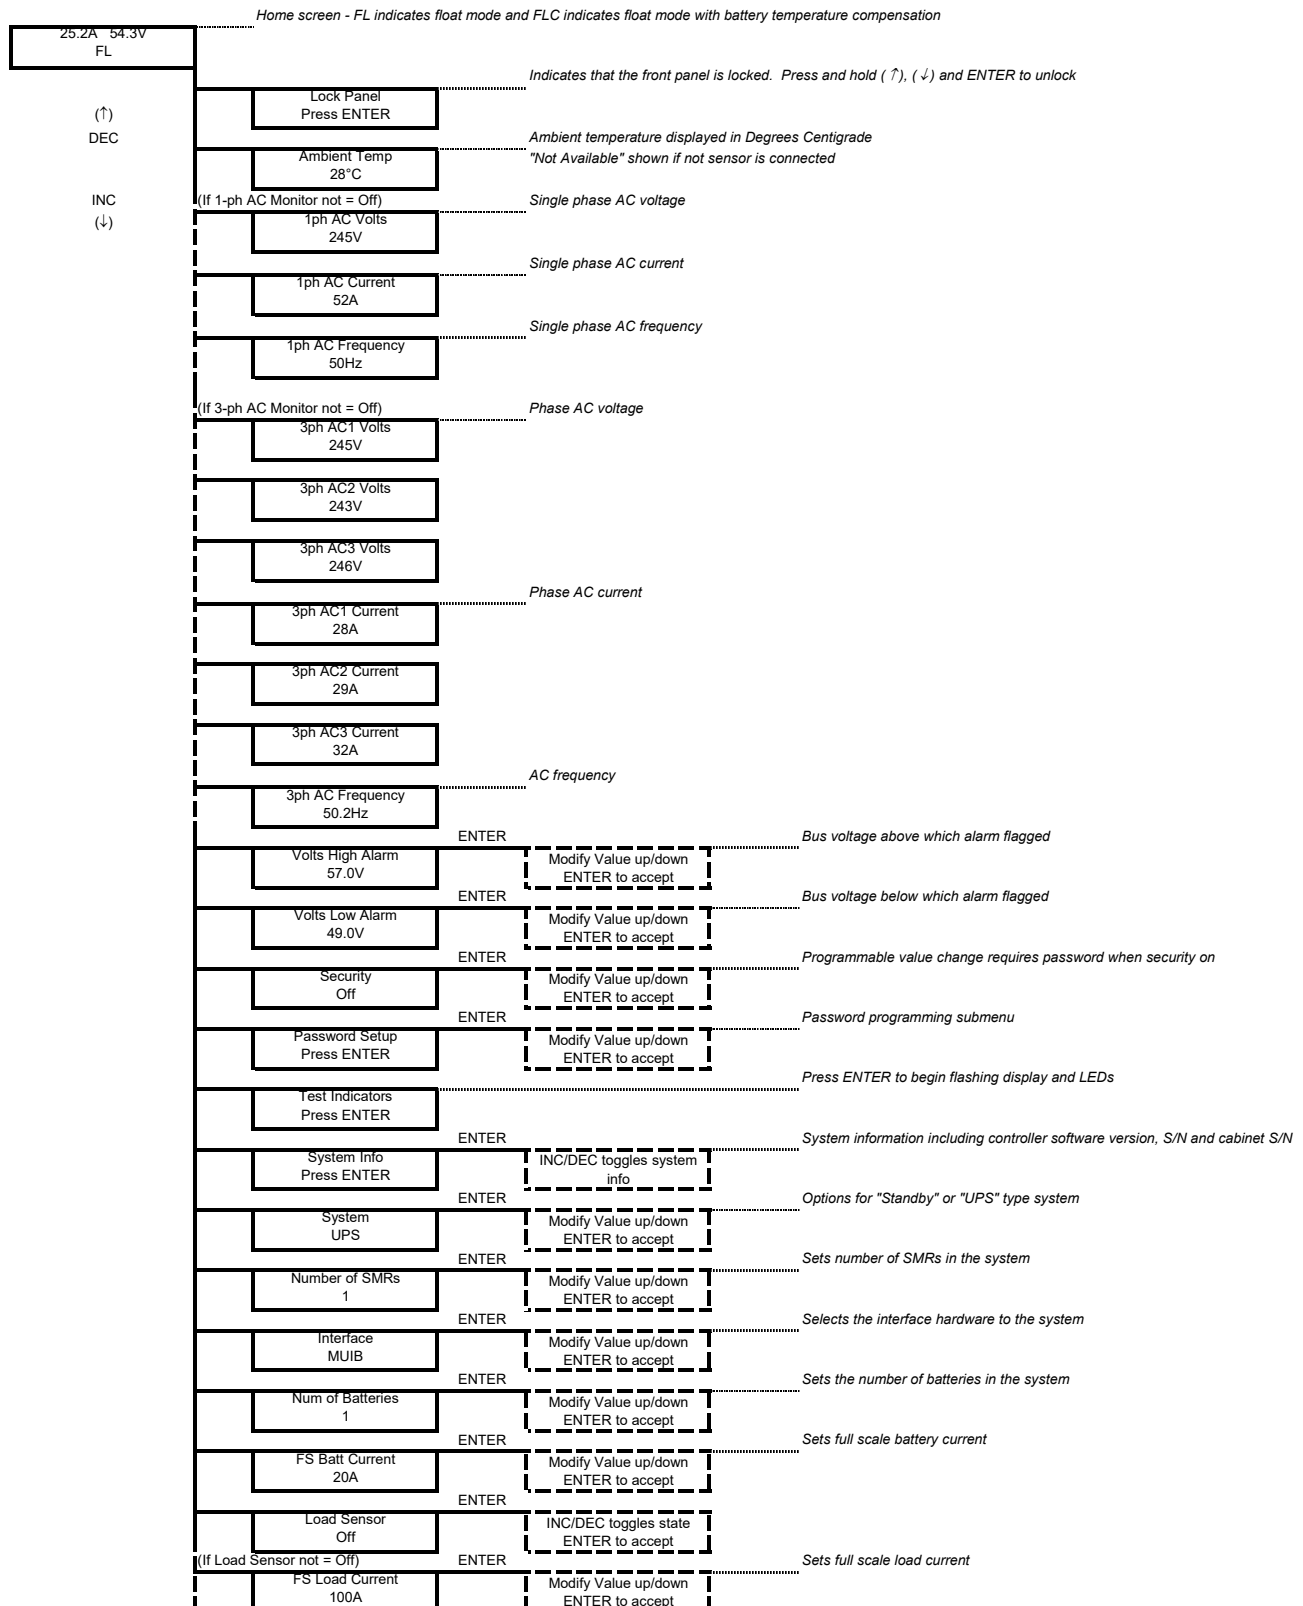 Home screen - FL indicates float mode and FLC indicates float mode with battery temperature compensation
25.2A 54.3V
FL
Indicates that the front panel is locked. Press and hold (↑), (↓) and ENTER to unlock
Lock Panel
Press ENTER
(↑)
DEC
Ambient temperature displayed in Degrees Centigrade
"Not Available" shown if not sensor is connected
Ambient Temp
28°C
INC
(↓)
(If 1-ph AC Monitor not = Off)
Single phase AC voltage
1ph AC Volts
245V
Single phase AC current
1ph AC Current
52A
Single phase AC frequency
1ph AC Frequency
50Hz
(If 3-ph AC Monitor not = Off)
Phase AC voltage
3ph AC1 Volts
245V
3ph AC2 Volts
243V
3ph AC3 Volts
246V
Phase AC current
3ph AC1 Current
28A
3ph AC2 Current
29A
3ph AC3 Current
32A
AC frequency
3ph AC Frequency
50.2Hz
ENTER
Bus voltage above which alarm flagged
Volts High Alarm
57.0V
Modify Value up/down
ENTER to accept
ENTER
Bus voltage below which alarm flagged
Volts Low Alarm
49.0V
Modify Value up/down
ENTER to accept
ENTER
Programmable value change requires password when security on
Security
Off
Modify Value up/down
ENTER to accept
ENTER
Password programming submenu
Password Setup
Press ENTER
Modify Value up/down
ENTER to accept
Press ENTER to begin flashing display and LEDs
Test Indicators
Press ENTER
ENTER
System information including controller software version, S/N and cabinet S/N
System Info
Press ENTER
INC/DEC toggles system
info
ENTER
Options for "Standby" or "UPS" type system
System
UPS
Modify Value up/down
ENTER to accept
ENTER
Sets number of SMRs in the system
Number of SMRs
1
Modify Value up/down
ENTER to accept
ENTER
Selects the interface hardware to the system
Interface
MUIB
Modify Value up/down
ENTER to accept
ENTER
Sets the number of batteries in the system
Num of Batteries
1
Modify Value up/down
ENTER to accept
ENTER
Sets full scale battery current
FS Batt Current
20A
Modify Value up/down
ENTER to accept
ENTER
Load Sensor
Off
INC/DEC toggles state
ENTER to accept
(If Load Sensor not = Off)
ENTER
Sets full scale load current
FS Load Current
100A
Modify Value up/down
ENTER to accept